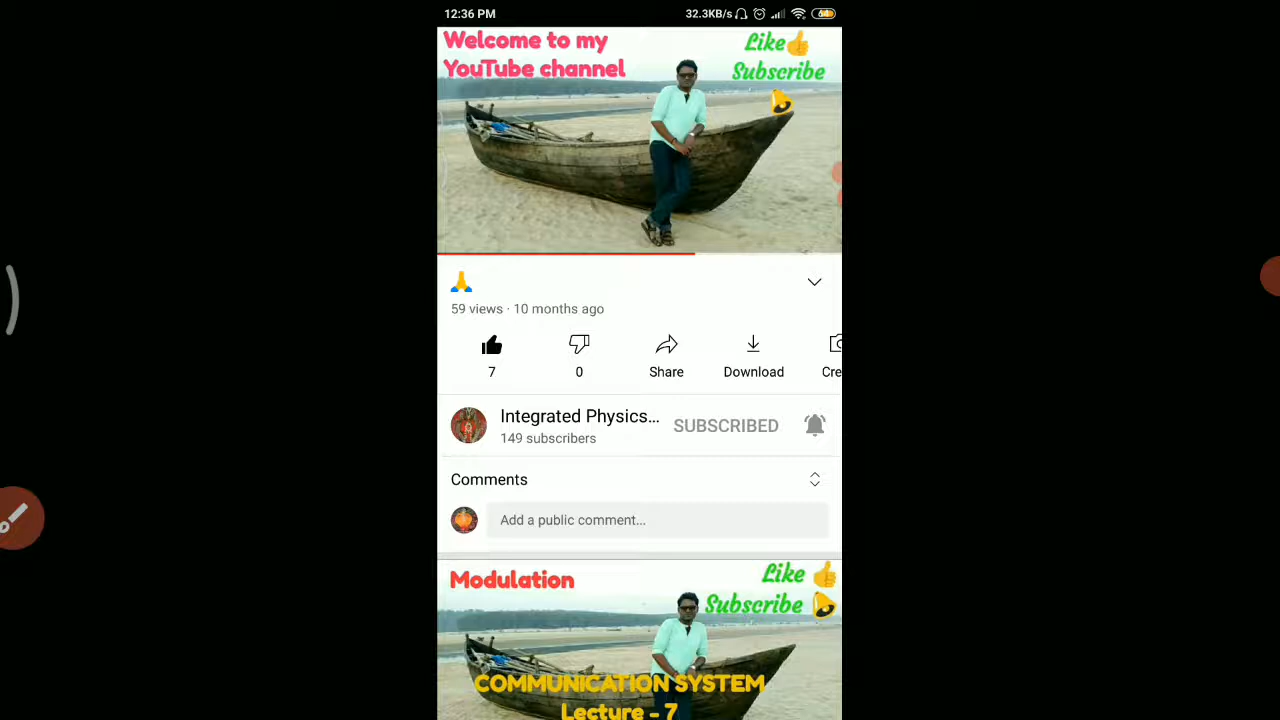 12:36 PM
32.3KB/s
64
Welcome to my
YouTube channel
Like👍
Subscribe
🙏
59 views · 10 months ago
7
0
Share
Download
Cre
Integrated Physics...
149 subscribers
SUBSCRIBED
Comments
Add a public comment...
Modulation
Like 👍
Subscribe
COMMUNICATION SYSTEM
Lecture - 7